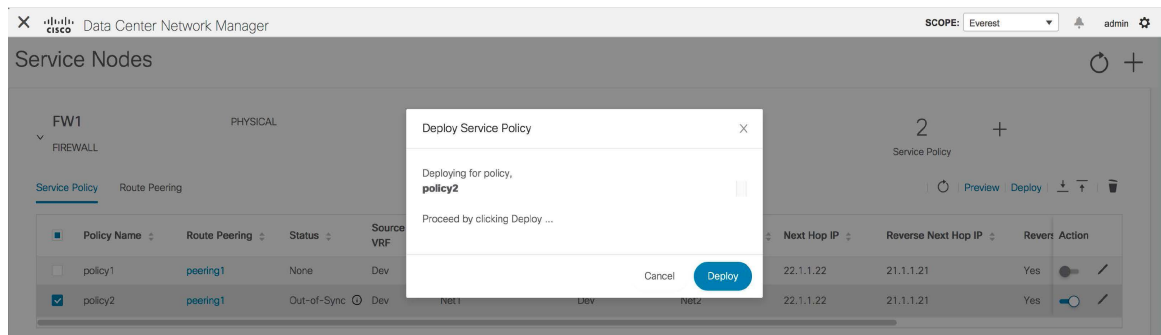 cisco Data Center Network Manager SCOPE: Everest admin
Service Nodes
FW1 PHYSICAL 2
FIREWALL Service Policy
Deploy Service Policy
Deploying for policy,
policy2
Proceed by clicking Deploy ...
Cancel Deploy
Service Policy Route Peering Preview Deploy
Policy Name Route Peering Status Source VRF Next Hop IP Reverse Next Hop IP Revers Action
policy1 peering1 None Dev 22.1.1.22 21.1.1.21 Yes
policy2 peering1 Out-of-Sync Dev Net1 Dev Net2 22.1.1.22 21.1.1.21 Yes